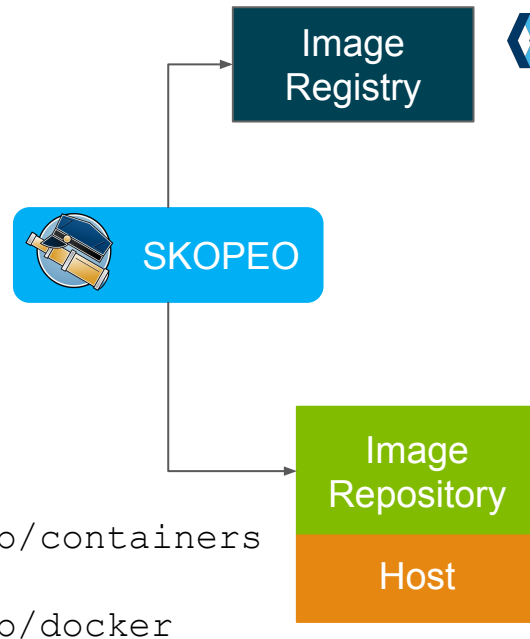 Image
Registry
SKOPEO
Image
Repository
o/containers
Host
o/docker